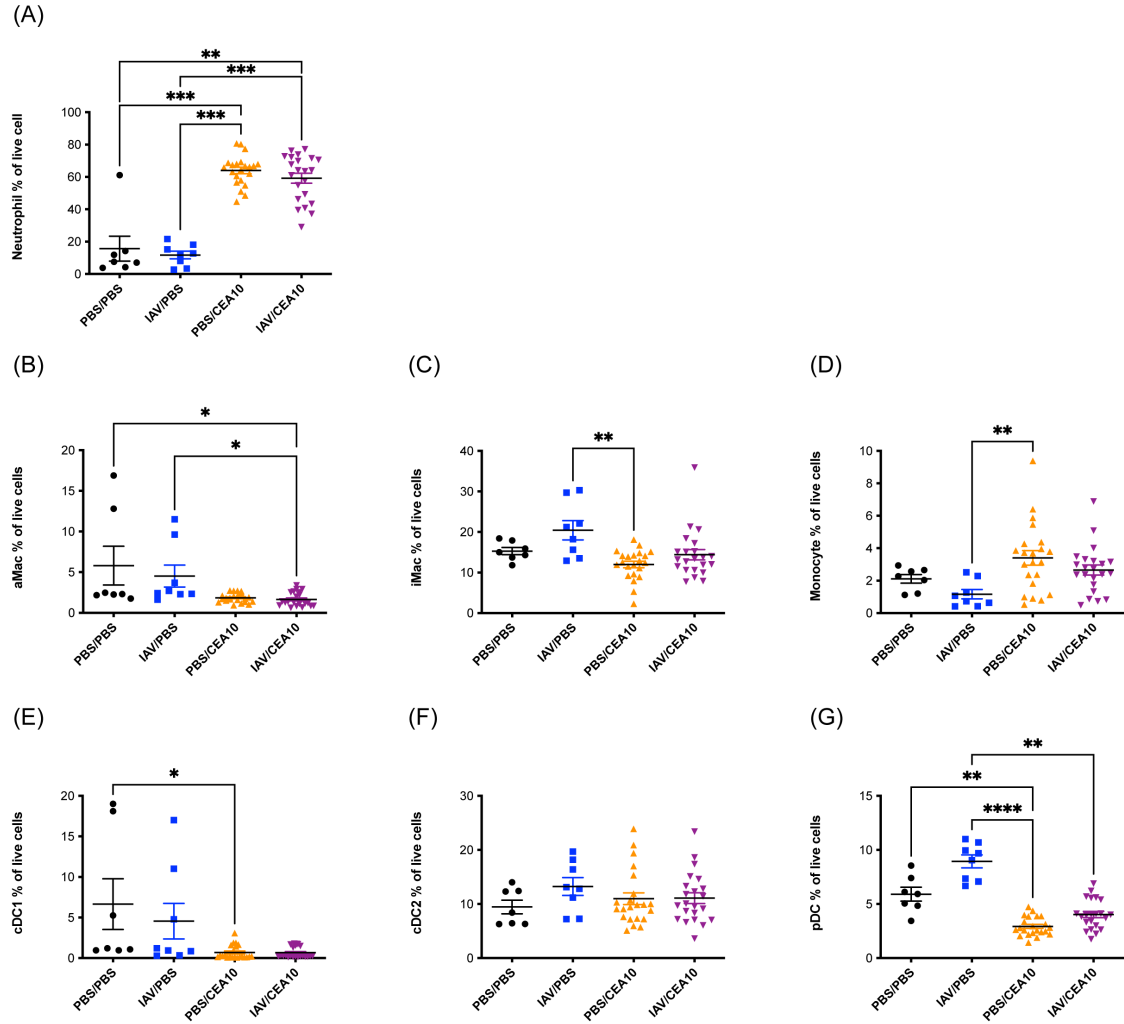 (A)
**
***
***
***
Neutrophil % of live cell
100
80
60
40
20
0
PBS/PBS
IAV/PBS
PBS/CEA10
IAV/CEA10
(B)
*
*
aMac % of live cells
20
15
10
5
0
PBS/PBS
IAV/PBS
PBS/CEA10
IAV/CEA10
(C)
**
iMac % of live cells
40
30
20
10
0
PBS/PBS
IAV/PBS
PBS/CEA10
IAV/CEA10
(D)
**
Monocyte % of live cells
10
8
6
4
2
0
PBS/PBS
IAV/PBS
PBS/CEA10
IAV/CEA10
(E)
*
cDC1 % of live cells
20
15
10
5
0
PBS/PBS
IAV/PBS
PBS/CEA10
IAV/CEA10
(F)
cDC2 % of live cells
30
20
10
0
PBS/PBS
IAV/PBS
PBS/CEA10
IAV/CEA10
(G)
**
**
****
pDC % of live cells
15
10
5
0
PBS/PBS
IAV/PBS
PBS/CEA10
IAV/CEA10